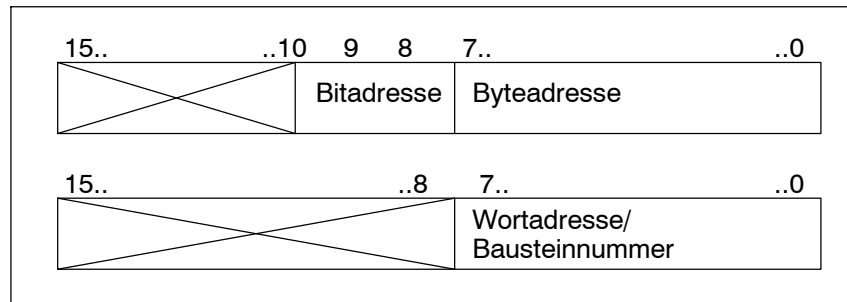 15.. ..10 9 8 7.. ..0
Bitadresse Byteadresse
15.. ..8 7.. ..0
Wortadresse/
Bausteinnummer